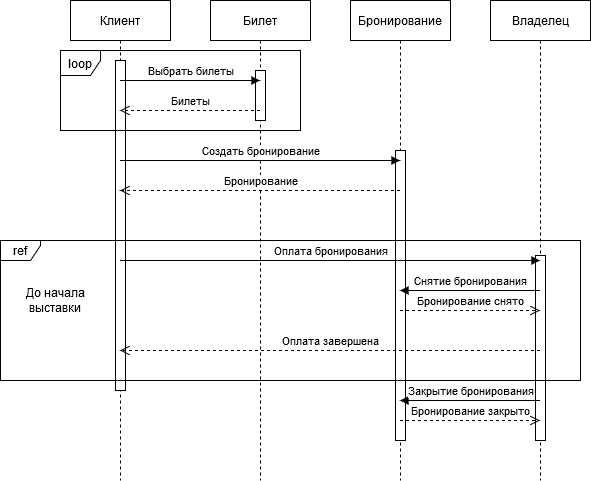 Клиент
Билет
Бронирование
Владелец
loop
Выбрать билеты
Билеты
Создать бронирование
Бронирование
ref
Оплата бронирования
Снятие бронирования
До начала
выставки
Бронирование снято
Оплата завершена
Закрытие бронирования
Бронирование закрыто